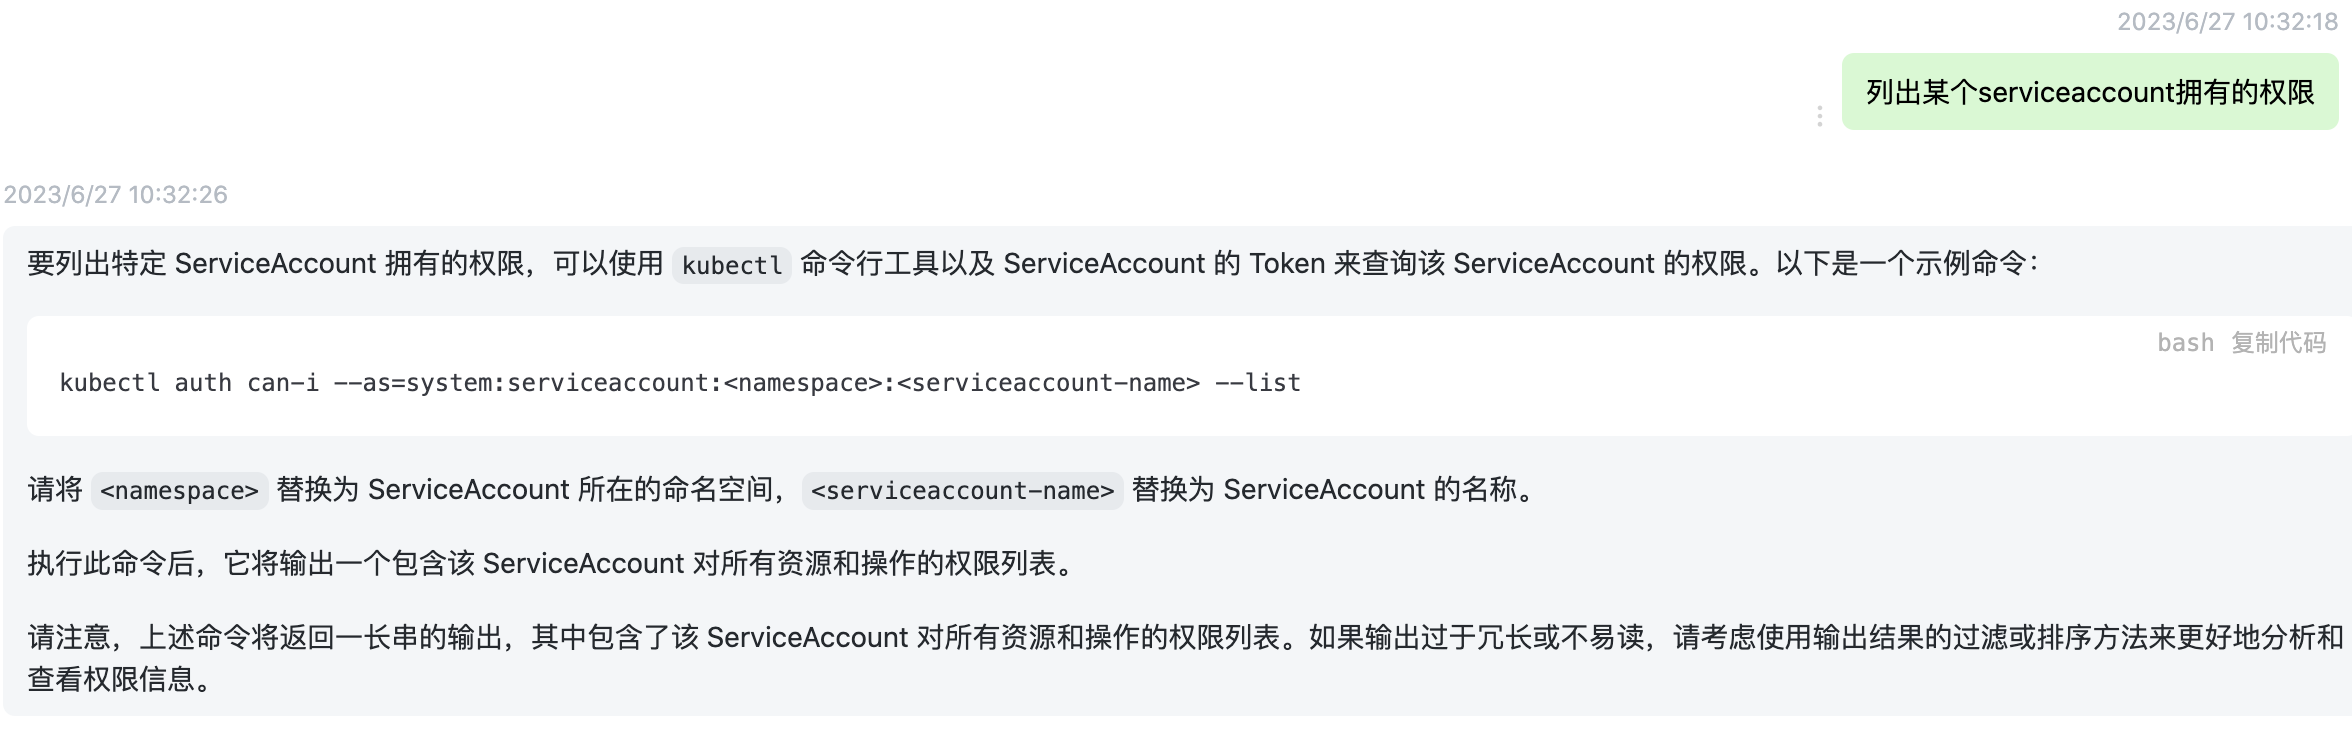 2023/6/27 10:32:18
列出某个serviceaccount拥有的权限
2023/6/27 10:32:26
要列出特定 ServiceAccount 拥有的权限，可以使用 kubectl 命令行工具以及 ServiceAccount 的 Token 来查询该 ServiceAccount 的权限。以下是一个示例命令：
bash 复制代码
kubectl auth can-i --as=system:serviceaccount:<namespace>:<serviceaccount-name> --list
请将 <namespace> 替换为 ServiceAccount 所在的命名空间，<serviceaccount-name> 替换为 ServiceAccount 的名称。
执行此命令后，它将输出一个包含该 ServiceAccount 对所有资源和操作的权限列表。
请注意，上述命令将返回一长串的输出，其中包含了该 ServiceAccount 对所有资源和操作的权限列表。如果输出过于冗长或不易读，请考虑使用输出结果的过滤或排序方法来更好地分析和
查看权限信息。